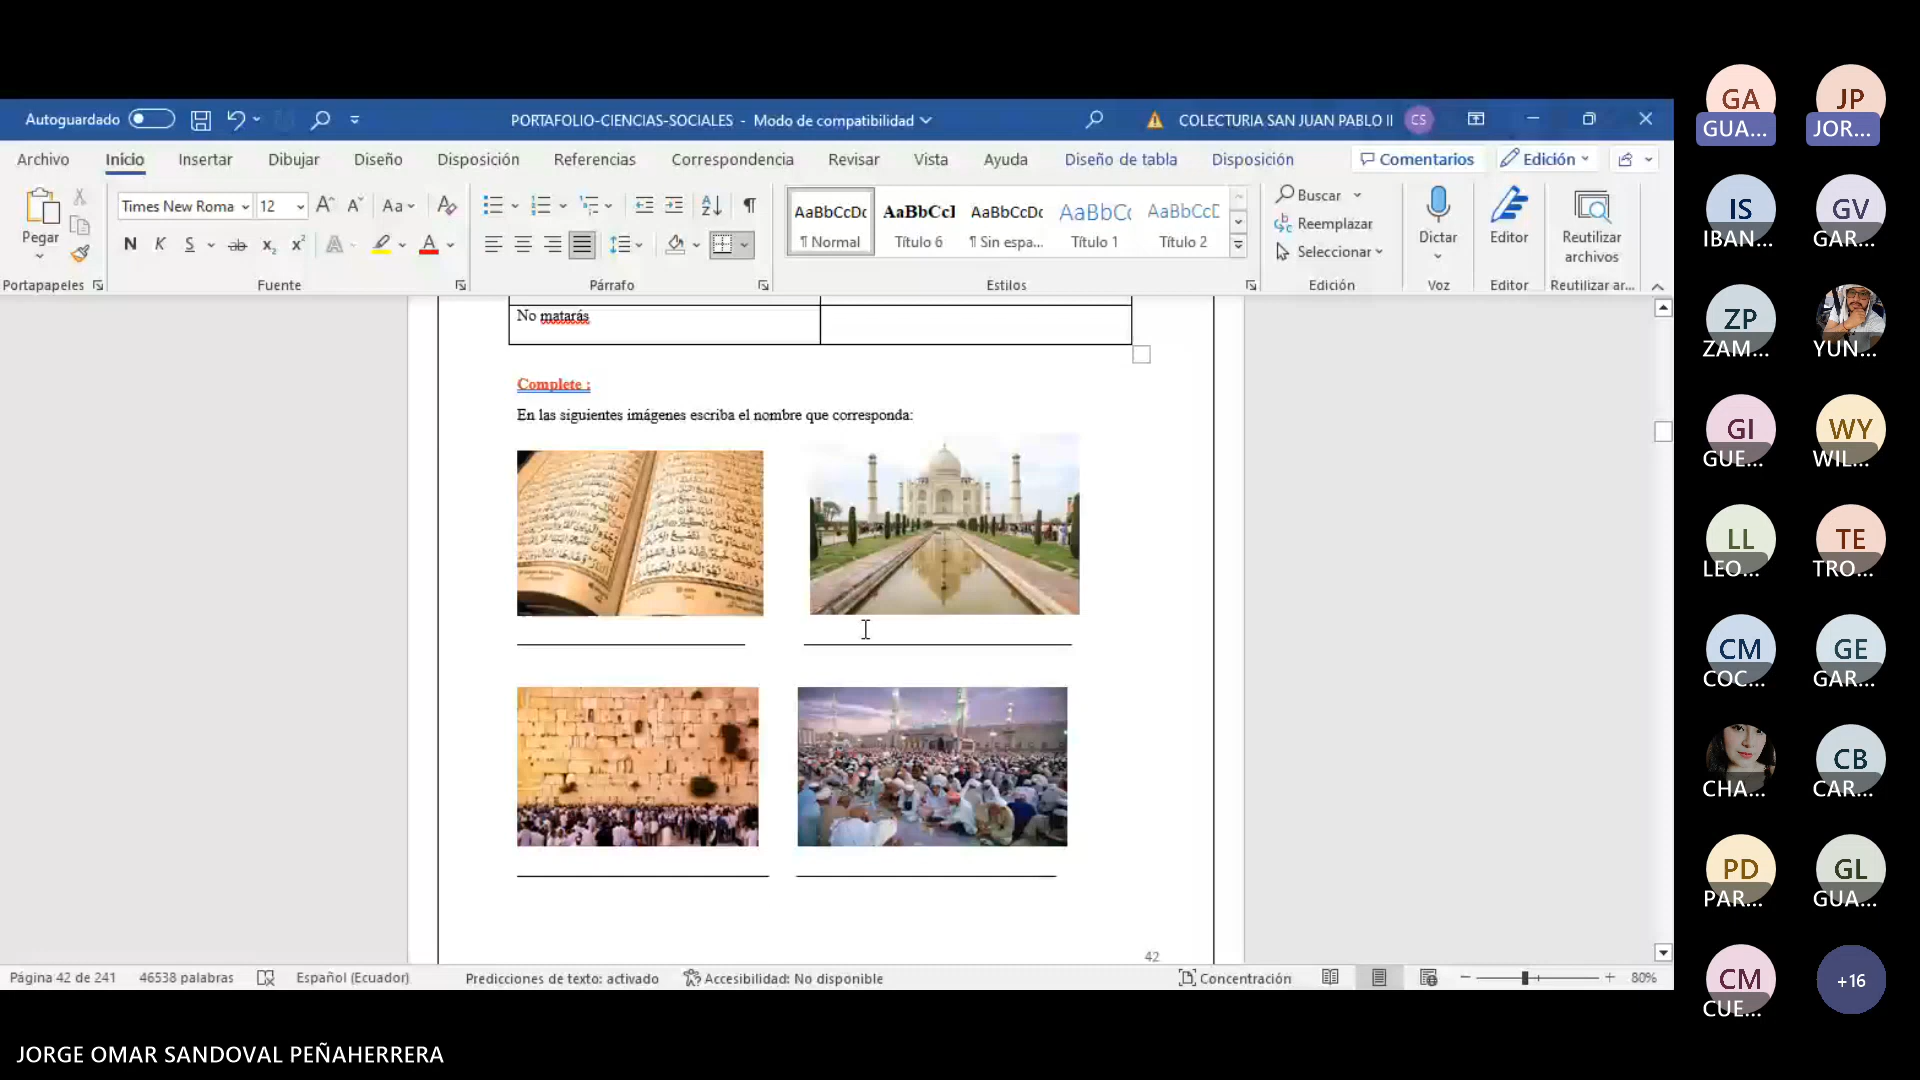 Autoguardado
PORTAFOLIO-CIENCIAS-SOCIALES - Modo de compatibilidad
COLECTURIA SAN JUAN PABLO II
CS
Archivo Inicio Insertar Dibujar Diseño Disposición Referencias Correspondencia Revisar Vista Ayuda Diseño de tabla Disposición
Comentarios
Edición
Pegar
Times New Roma
12
N K S ab x₂ x²
AaBbCcDc AaBbCcI AaBbCcDc AaBbCc AaBbCcD
¶ Normal Título 6 ¶ Sin espa... Título 1 Título 2
Buscar
Reemplazar
Seleccionar
Dictar
Editor
Reutilizar
archivos
Portapapeles Fuente Párrafo Estilos Edición Voz Editor Reutilizar ar...
No matarás
Complete :
En las siguientes imágenes escriba el nombre que corresponda:
42
Página 42 de 241 46538 palabras Español (Ecuador) Predicciones de texto: activado Accesibilidad: No disponible Concentración 80%
GA JP
GUA... JOR...
IS GV
IBAN... GAR...
ZP
ZAM... YUN...
GI WY
GUE... WIL...
LL TE
LEO... TRO...
CM GE
COC... GAR...
CB
CHA... CAR...
PD GL
PAR... GUA...
CM +16
CUE...
JORGE OMAR SANDOVAL PEÑAHERRERA